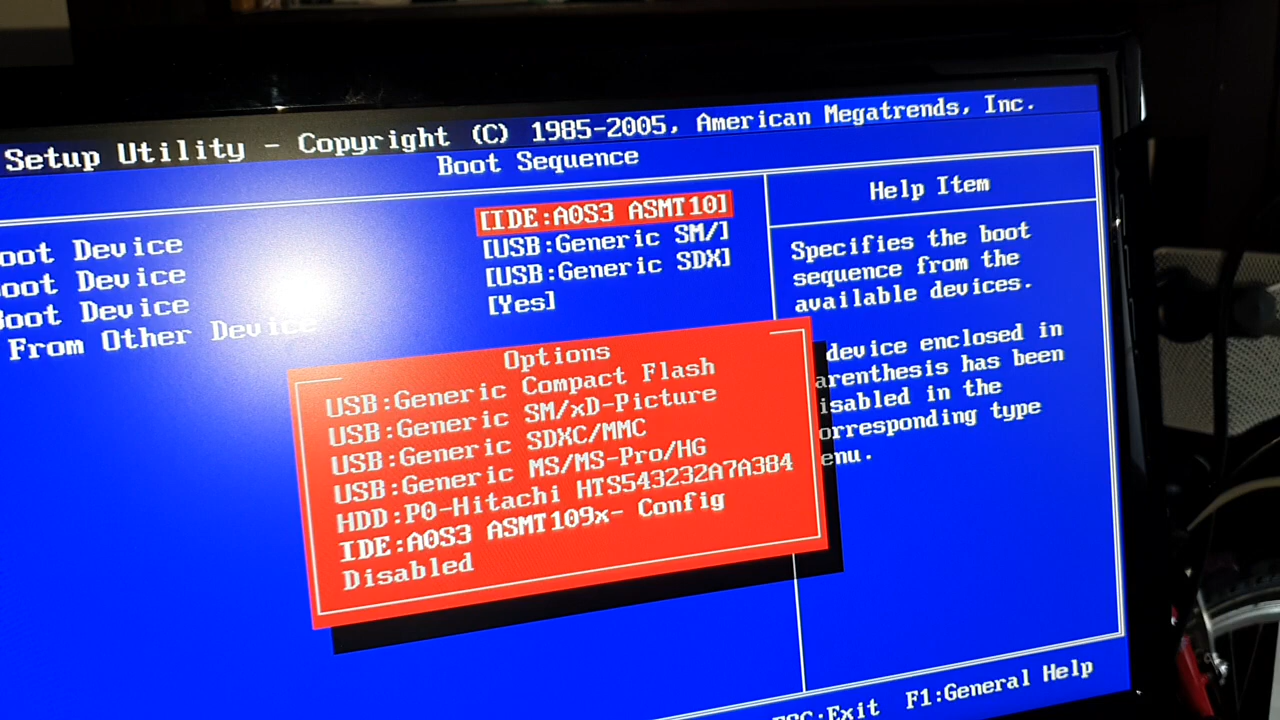 Setup Utility - Copyright (C) 1985-2005, American Megatrends, Inc.
Boot Sequence
oot Device [IDE:A0S3 ASMT10]
oot Device [USB:Generic SM/]
Boot Device [USB:Generic SDX]
From Other Device [Yes]
Help Item
Specifies the boot
sequence from the
available devices.
device enclosed in
arenthesis has been
isabled in the
orresponding type
enu.
Options
USB:Generic Compact Flash
USB:Generic SM/xD-Picture
USB:Generic SDXC/MMC
USB:Generic MS/MS-Pro/HG
HDD:P0-Hitachi HTS543232A7A384
IDE:A0S3 ASMT109x- Config
Disabled
ESC:Exit F1:General Help